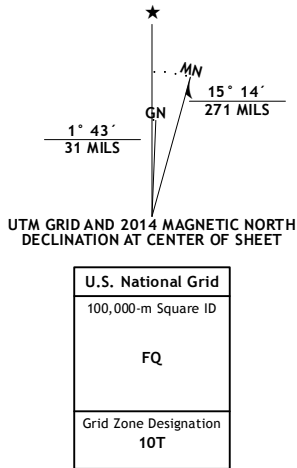 MN
GN
15° 14´
271 MILS
1° 43´
31 MILS
UTM GRID AND 2014 MAGNETIC NORTH
DECLINATION AT CENTER OF SHEET
U.S. National Grid
100,000-m Square ID
FQ
Grid Zone Designation
10T